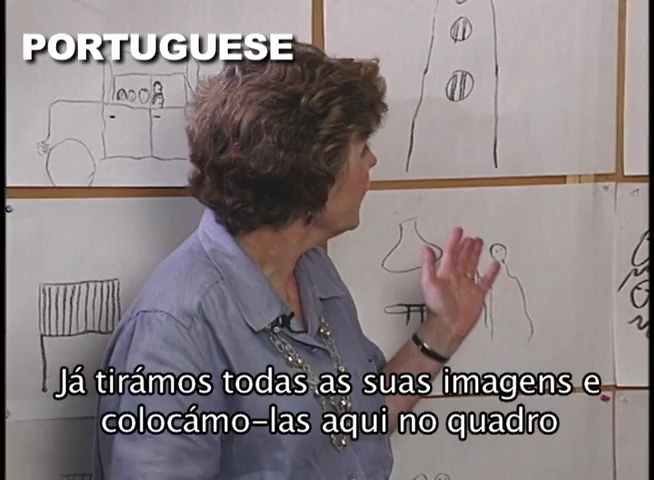 PORTUGUESE
Já tirámos todas as suas imagens e
colocámo-las aqui no quadro